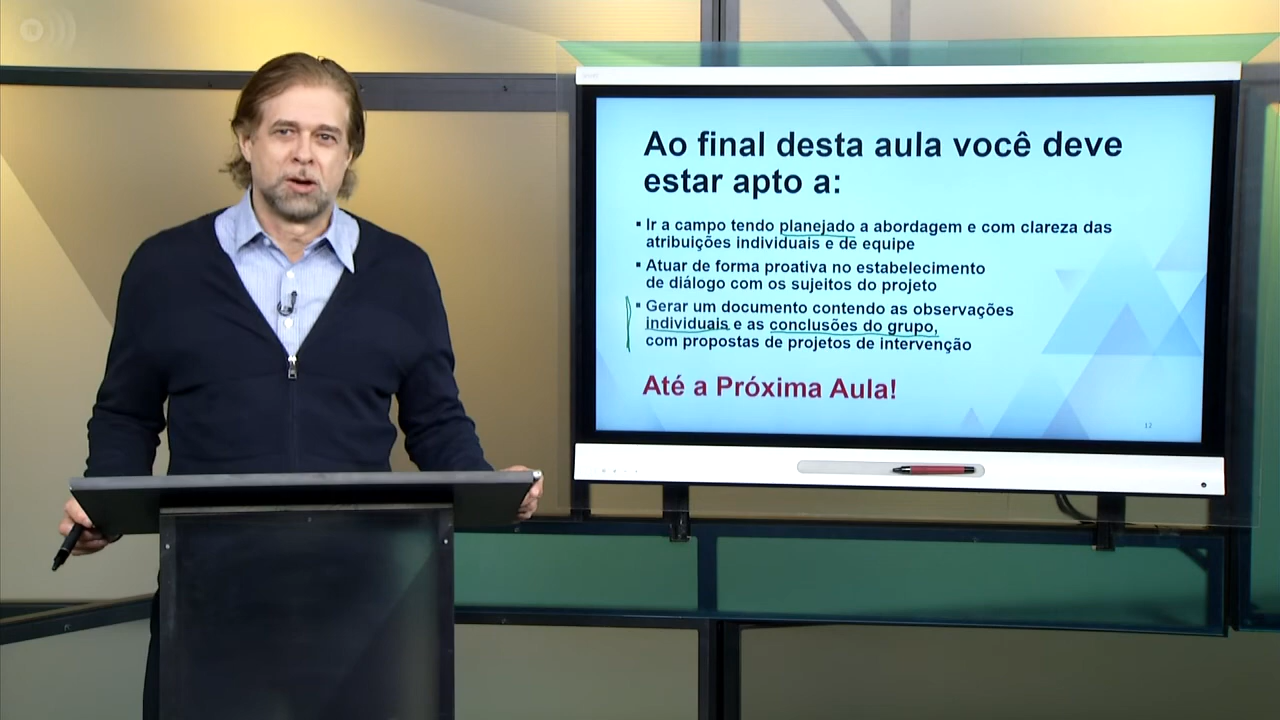 Ao final desta aula você deve
estar apto a:
▪ Ir a campo tendo planejado a abordagem e com clareza das
atribuições individuais e de equipe
▪ Atuar de forma proativa no estabelecimento
de diálogo com os sujeitos do projeto
▪ Gerar um documento contendo as observações
individuais e as conclusões do grupo,
com propostas de projetos de intervenção
Até a Próxima Aula!
12